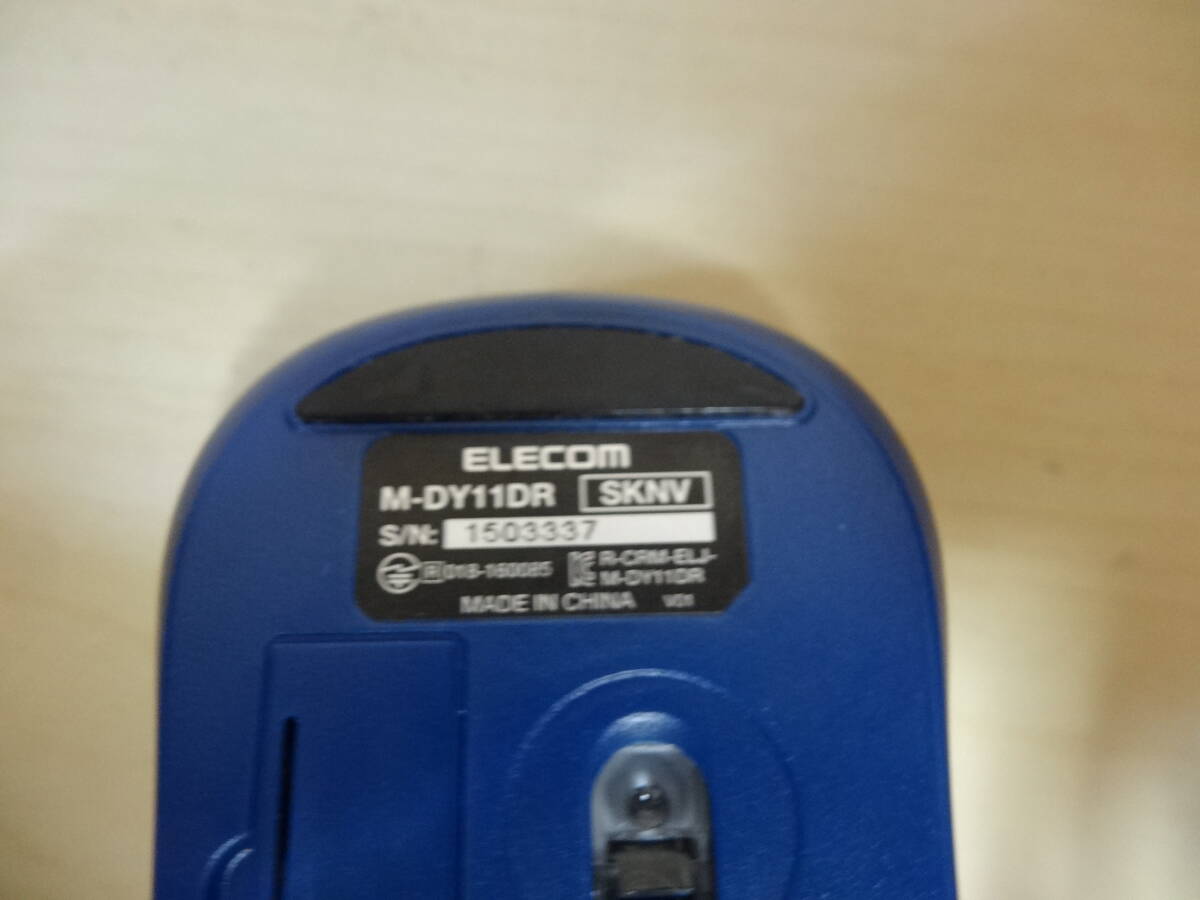 ELECOM
M-DY11DR SKNV
S/N: 1503337
R 018-160085 R-CRM-ELJ-
M-DY11DR
MADE IN CHINA V01